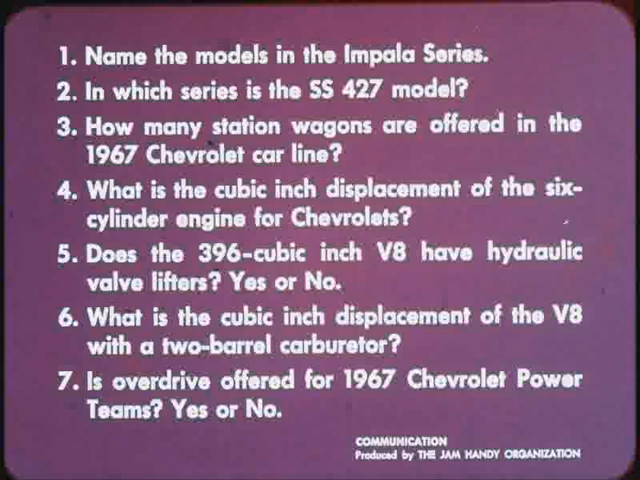 1. Name the models in the Impala Series.
2. In which series is the SS 427 model?
3. How many station wagons are offered in the
1967 Chevrolet car line?
4. What is the cubic inch displacement of the six-
cylinder engine for Chevrolets?
5. Does the 396-cubic inch V8 have hydraulic
valve lifters? Yes or No.
6. What is the cubic inch displacement of the V8
with a two-barrel carburetor?
7. Is overdrive offered for 1967 Chevrolet Power
Teams? Yes or No.
COMMUNICATION
Produced by THE JAM HANDY ORGANIZATION